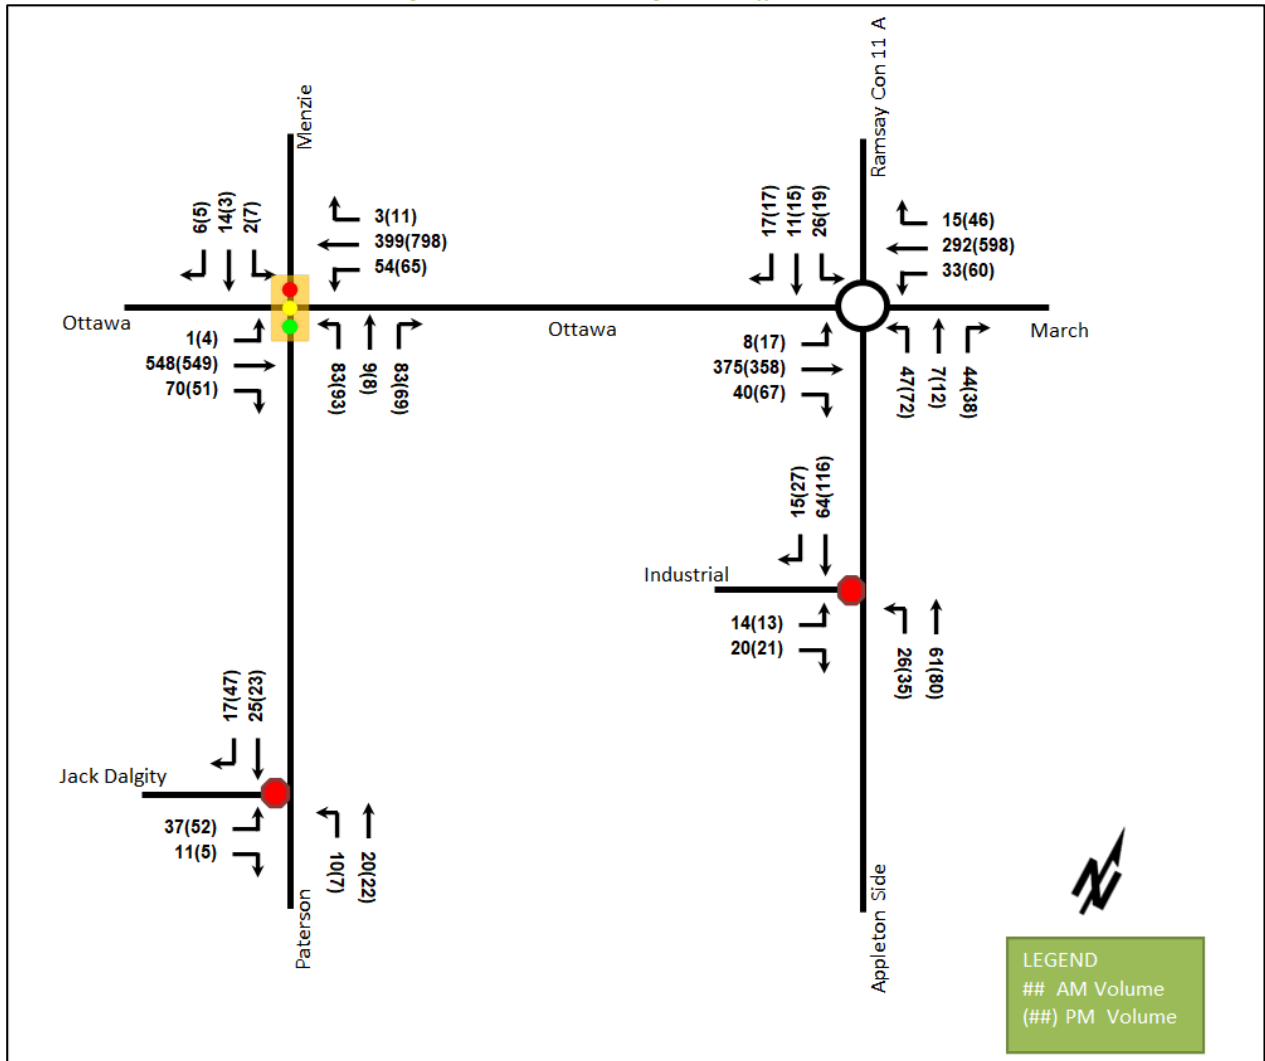 Menzie
Ramsay Con 11 A
6(5)
14(3)
2(7)
3(11)
399(798)
54(65)
17(17)
11(15)
26(19)
15(46)
292(598)
33(60)
Ottawa
Ottawa
March
1(4)
548(549)
70(51)
83(93)
9(8)
83(69)
8(17)
375(358)
40(67)
47(72)
7(12)
44(38)
15(27)
64(116)
Industrial
14(13)
20(21)
26(35)
61(80)
17(47)
25(23)
Jack Dalgity
37(52)
11(5)
10(7)
20(22)
Paterson
Appleton Side
N
LEGEND
## AM Volume
(##) PM Volume